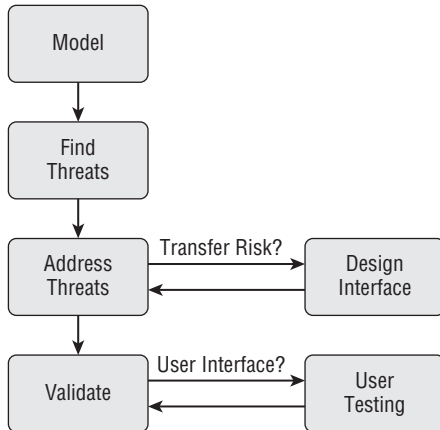 Model
Find
Threats
Transfer Risk?
Address
Threats
Design
Interface
User Interface?
Validate
User
Testing